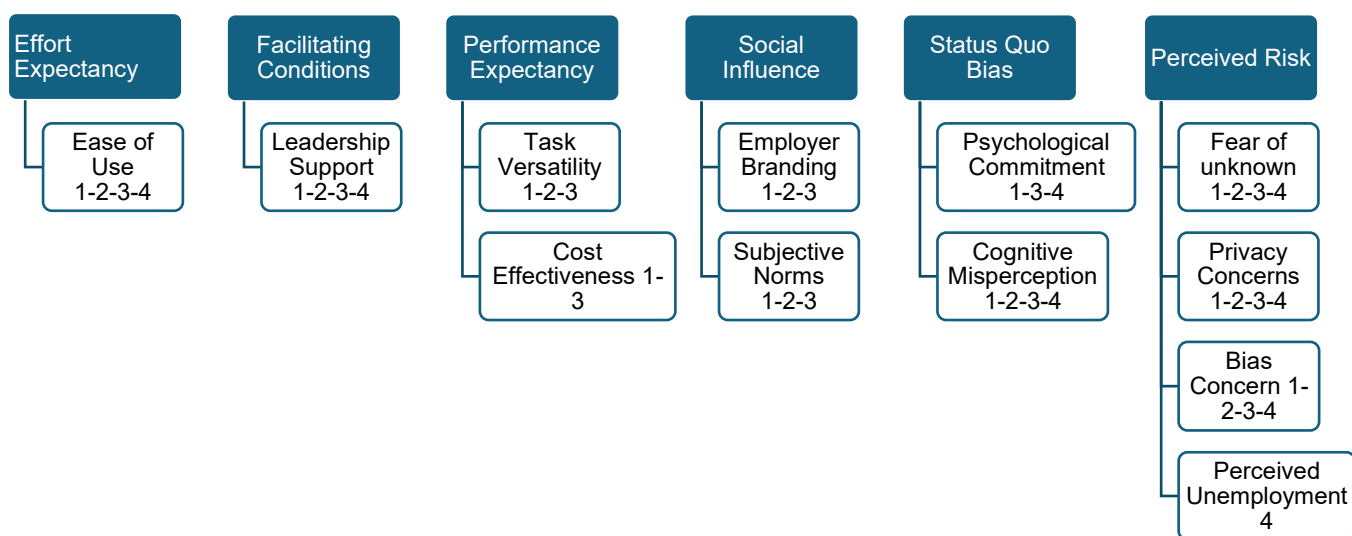 Effort
Expectancy
Ease of
Use
1-2-3-4
Facilitating
Conditions
Leadership
Support
1-2-3-4
Performance
Expectancy
Task
Versatility
1-2-3
Cost
Effectiveness 1-
3
Social
Influence
Employer
Branding
1-2-3
Subjective
Norms
1-2-3
Status Quo
Bias
Psychological
Commitment
1-3-4
Cognitive
Misperception
1-2-3-4
Perceived Risk
Fear of
unknown
1-2-3-4
Privacy
Concerns
1-2-3-4
Bias
Concern 1-
2-3-4
Perceived
Unemployment
4